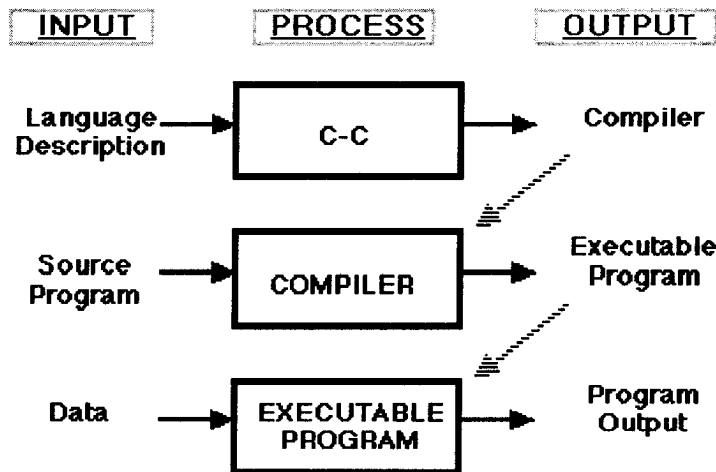 INPUT PROCESS OUTPUT
Language
Description
C-C
Compiler
Source
Program
COMPILER
Executable
Program
Data
EXECUTABLE
PROGRAM
Program
Output